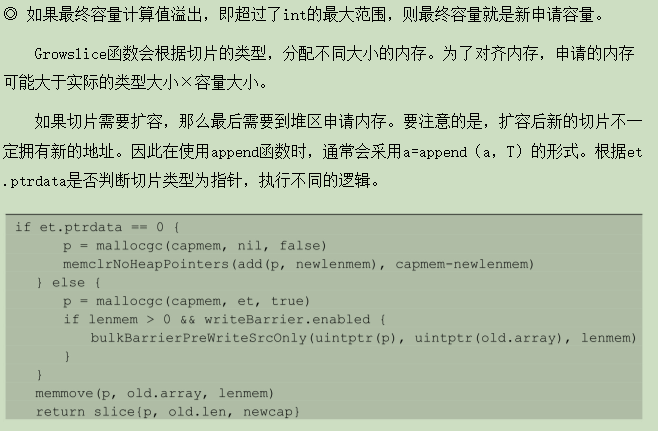 ◎ 如果最终容量计算值溢出，即超过了int的最大范围，则最终容量就是新申请容量。
Growslice函数会根据切片的类型，分配不同大小的内存。为了对齐内存，申请的内存
可能大于实际的类型大小×容量大小。
如果切片需要扩容，那么最后需要到堆区申请内存。要注意的是，扩容后新的切片不一
定拥有新的地址。因此在使用append函数时，通常会采用a=append（a，T）的形式。根据et
.ptrdata是否判断切片类型为指针，执行不同的逻辑。
if et.ptrdata == 0 {
p = mallocgc(capmem, nil, false)
memclrNoHeapPointers(add(p, newlenmem), capmem-newlenmem)
} else {
p = mallocgc(capmem, et, true)
if lenmem > 0 && writeBarrier.enabled {
bulkBarrierPreWriteSrcOnly(uintptr(p), uintptr(old.array), lenmem)
}
}
memmove(p, old.array, lenmem)
return slice{p, old.len, newcap}